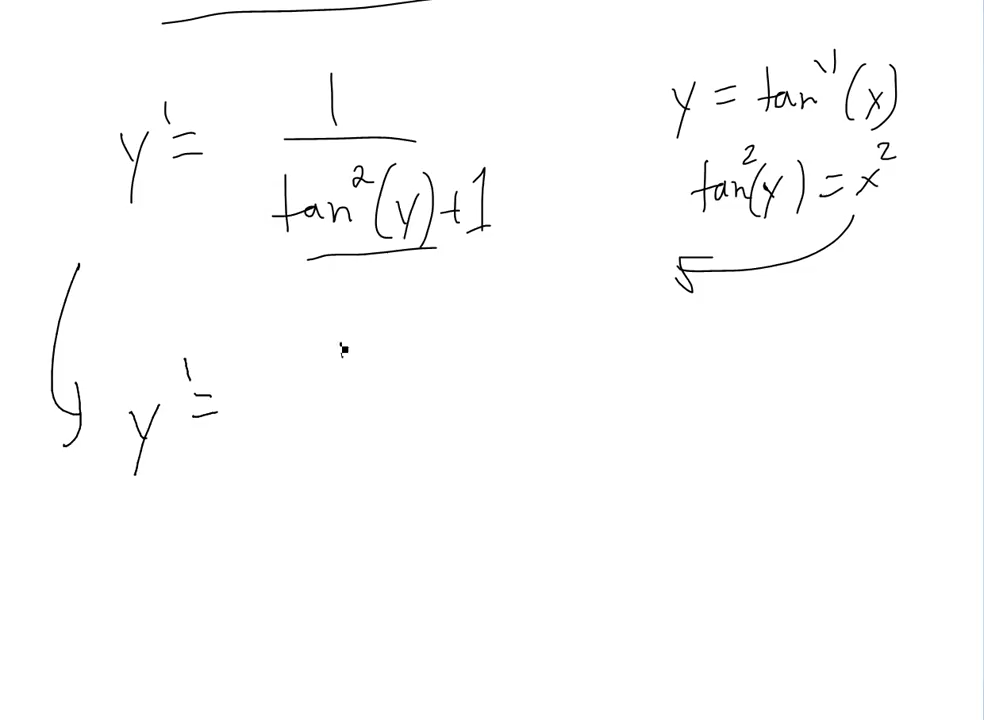 y' = 1 / (tan²(y) + 1)
y = tan⁻¹(x)
tan²(y) = x²
y' =